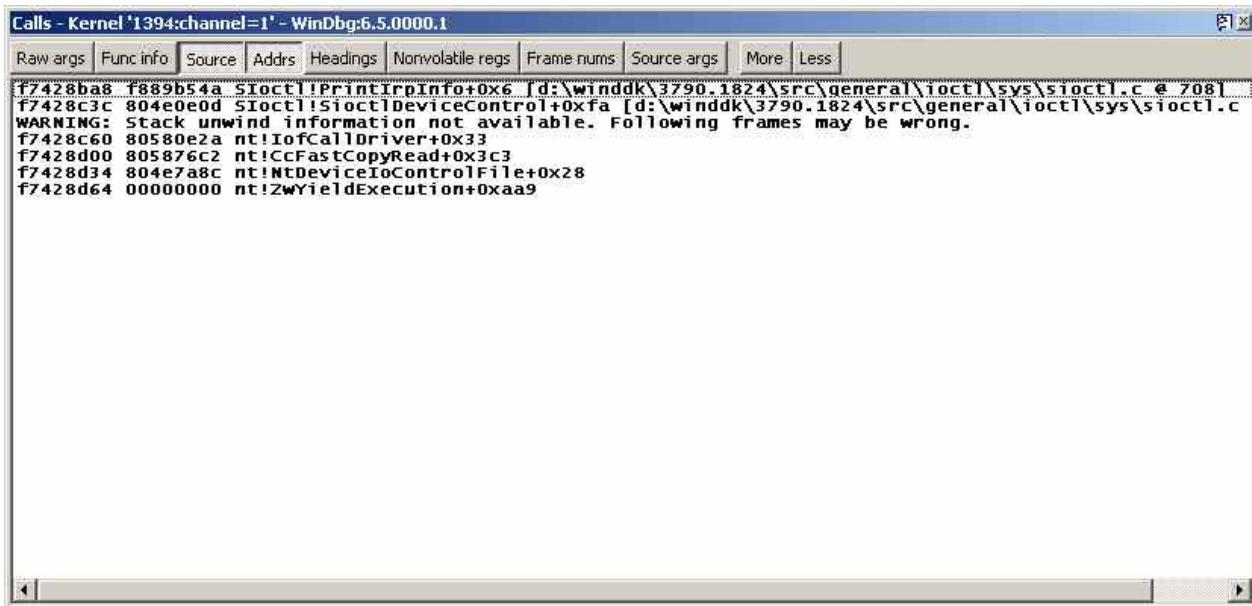 Calls - Kernel '1394:channel=1' - WinDbg:6.5.0000.1
Raw args Func info Source Addrs Headings Nonvolatile regs Frame nums Source args More Less
f7428ba8 f889b54a SIoctl!PrintIrpInfo+0x6 [d:\winddk\3790.1824\src\general\ioctl\sys\sioctl.c @ 708]
f7428c3c 804e0e0d SIoctl!SioctlDeviceControl+0xfa [d:\winddk\3790.1824\src\general\ioctl\sys\sioctl.c
WARNING: Stack unwind information not available. Following frames may be wrong.
f7428c60 80580e2a nt!IofCallDriver+0x33
f7428d00 805876c2 nt!CcFastCopyRead+0x3c3
f7428d34 804e7a8c nt!NtDeviceIoControlFile+0x28
f7428d64 00000000 nt!ZwYieldExecution+0xaa9